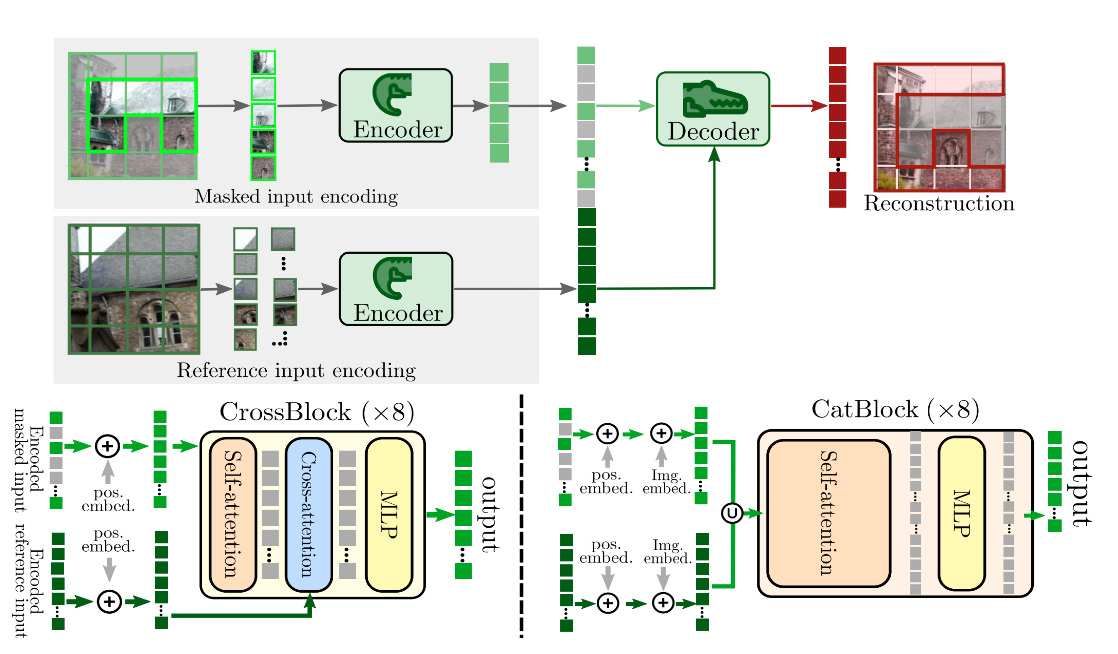 Encoder
Masked input encoding
Decoder
Reconstruction
Encoder
Reference input encoding
CrossBlock (×8)
Encoded
masked input
+
pos.
embed.
Self-attention
Cross-attention
MLP
output
Encoded
reference input
pos.
embed.
+
CatBlock (×8)
+
+
pos.
embed.
Img.
embed.
∪
Self-attention
MLP
output
pos.
embed.
Img.
embed.
+
+